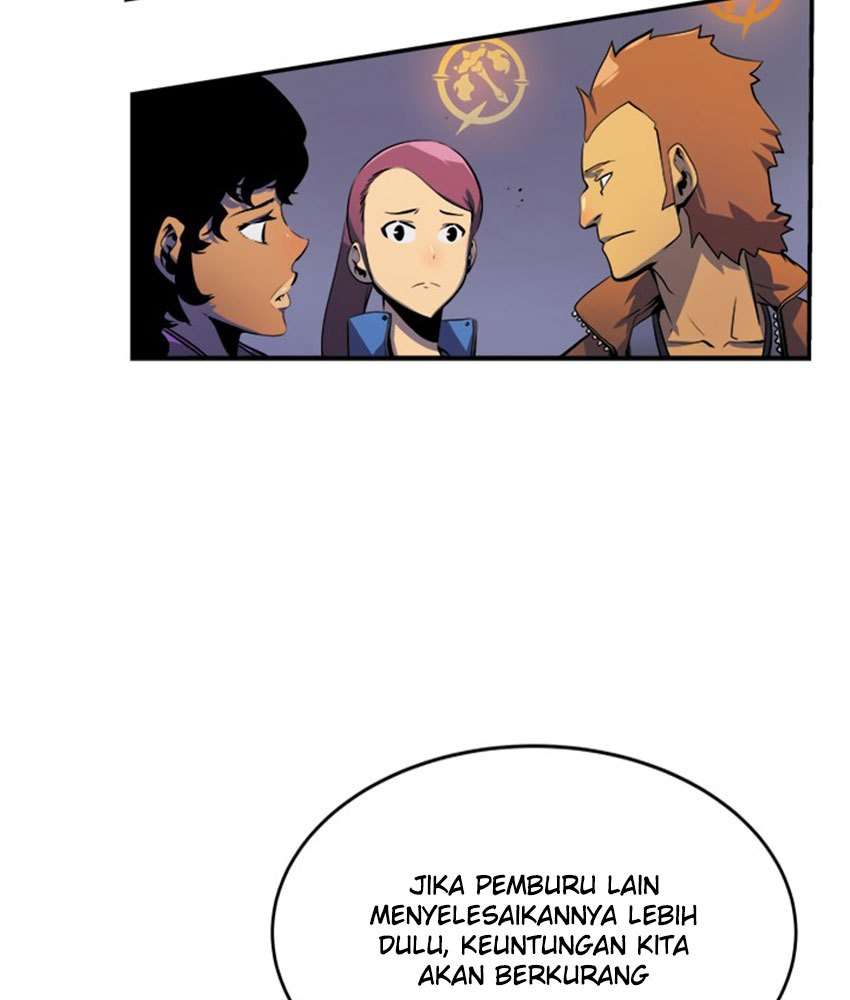 JIKA PEMBURU LAIN
MENYELESAIKANNYA LEBIH
DULU, KEUNTUNGAN KITA
AKAN BERKURANG